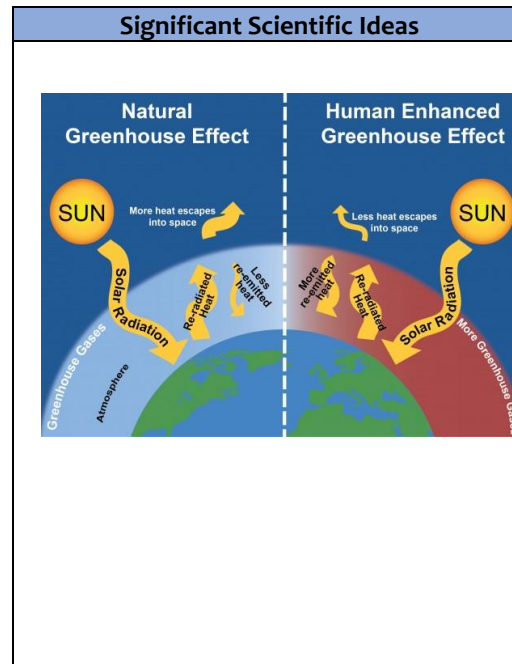 Significant Scientific Ideas
Natural
Greenhouse Effect
Human Enhanced
Greenhouse Effect
SUN
More heat escapes
into space
Less heat escapes
into space
SUN
Solar Radiation
Re-radiated
Heat
Less
re-emitted
heat
More
re-emitted
heat
Re-radiated
Heat
Solar Radiation
Greenhouse Gases
Atmosphere
More Greenhouse Gases